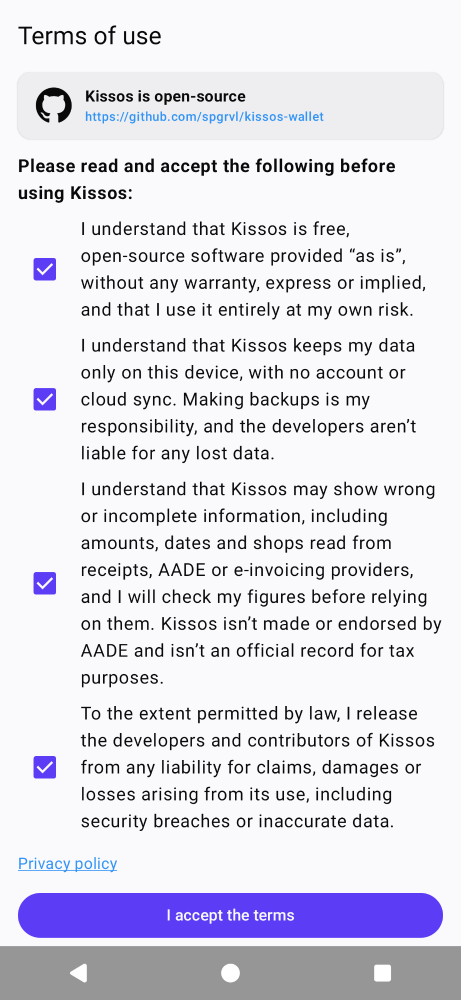 Terms of use
Kissos is open-source
https://github.com/spgrvl/kissos-wallet
Please read and accept the following before
using Kissos:
I understand that Kissos is free,
open-source software provided “as is”,
without any warranty, express or implied,
and that I use it entirely at my own risk.
I understand that Kissos keeps my data
only on this device, with no account or
cloud sync. Making backups is my
responsibility, and the developers aren’t
liable for any lost data.
I understand that Kissos may show wrong
or incomplete information, including
amounts, dates and shops read from
receipts, AADE or e-invoicing providers,
and I will check my figures before relying
on them. Kissos isn’t made or endorsed by
AADE and isn’t an official record for tax
purposes.
To the extent permitted by law, I release
the developers and contributors of Kissos
from any liability for claims, damages or
losses arising from its use, including
security breaches or inaccurate data.
Privacy policy
I accept the terms